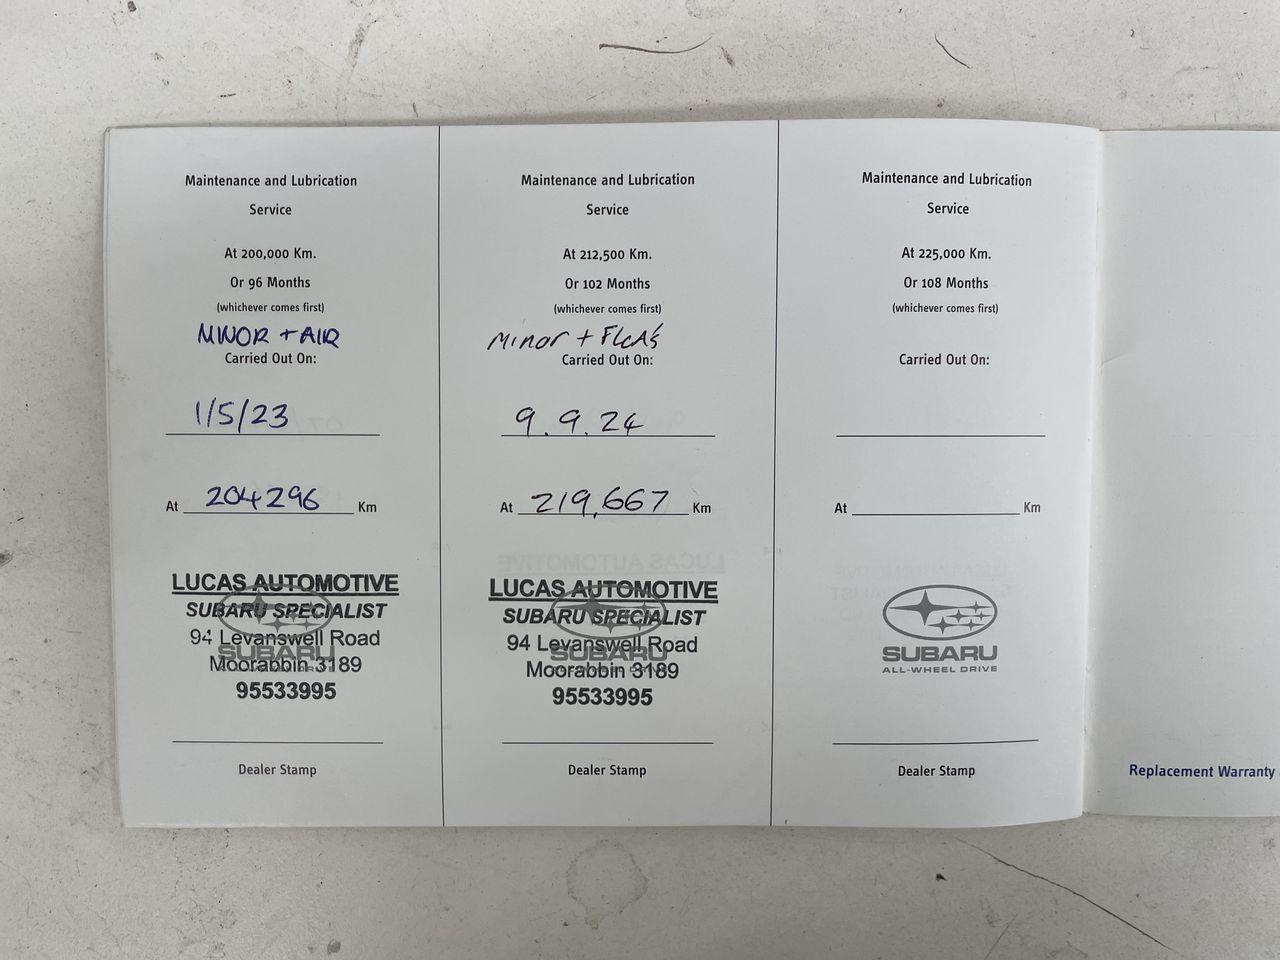 Maintenance and Lubrication
Service
At 200,000 Km.
Or 96 Months
(whichever comes first)
MINOR + AIR
Carried Out On:
1/5/23
At 204296 Km
LUCAS AUTOMOTIVE
SUBARU SPECIALIST
94 Levanswell Road
SUBARU
Moorabbin 3189
95533995
Dealer Stamp
Maintenance and Lubrication
Service
At 212,500 Km.
Or 102 Months
(whichever comes first)
Minor +
Carried Out On:
9.9.24
At 219,667 Km
LUCAS AUTOMOTIVE
SUBARU SPECIALIST
94 Levanswell Road
SUBARU
Moorabbin 3189
95533995
Dealer Stamp
Maintenance and Lubrication
Service
At 225,000 Km.
Or 108 Months
(whichever comes first)
Carried Out On:
At Km
SUBARU
ALL-WHEEL DRIVE
Dealer Stamp
Replacement Warranty